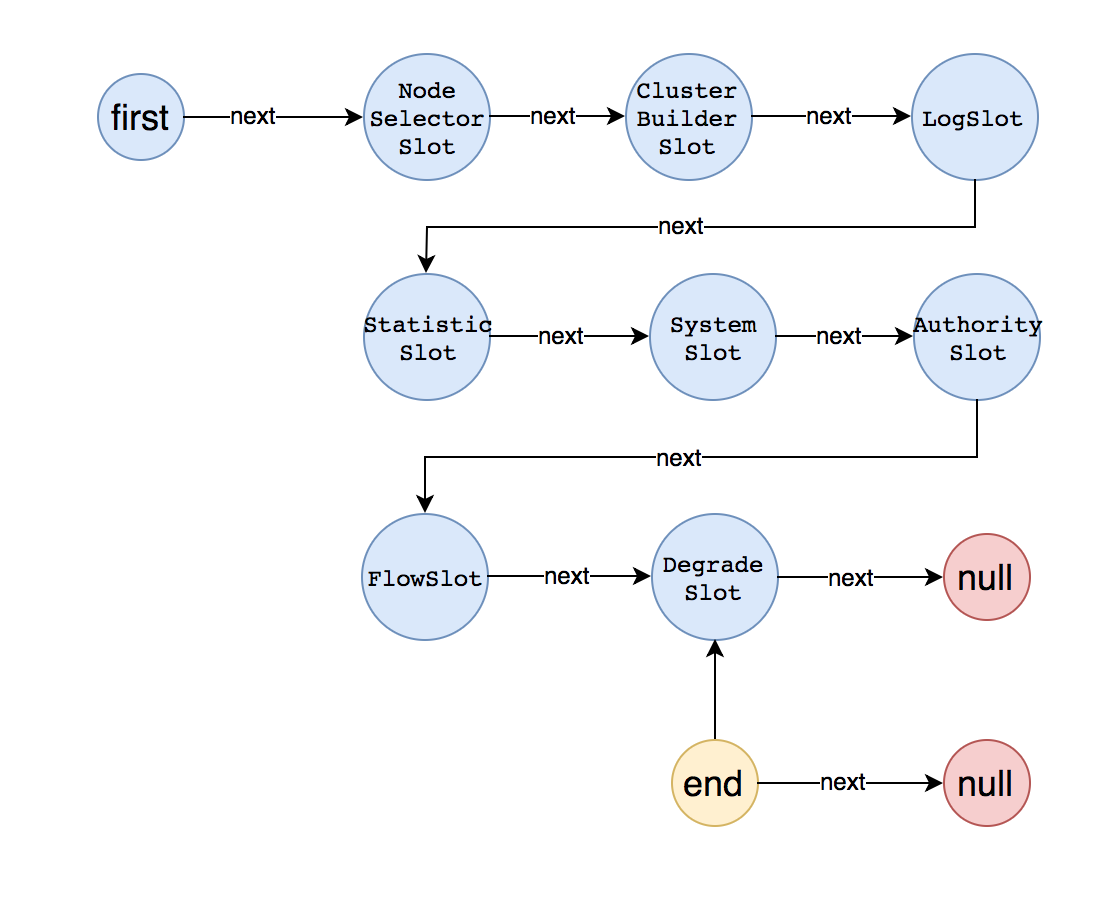 first
next
Node
Selector
Slot
next
Cluster
Builder
Slot
next
LogSlot
next
Statistic
Slot
next
System
Slot
next
Authority
Slot
next
FlowSlot
next
Degrade
Slot
next
null
end
next
null